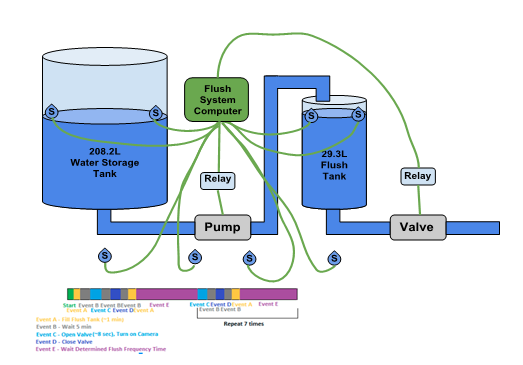 Flush
System
Computer
S
S
S
S
208.2L
Water Storage
Tank
29.3L
Flush
Tank
Relay
Relay
Pump
Valve
S
S
S
S
Start Event B Event B Event B Event E Event C Event D Event A Event E
Event A Event C Event D Event A Event B Event B
Repeat 7 times
Event A - Fill Flush Tank (~1 min)
Event B - Wait 5 min
Event C - Open Valve (~8 sec), Turn on Camera
Event D - Close Valve
Event E - Wait Determined Flush Frequency Time